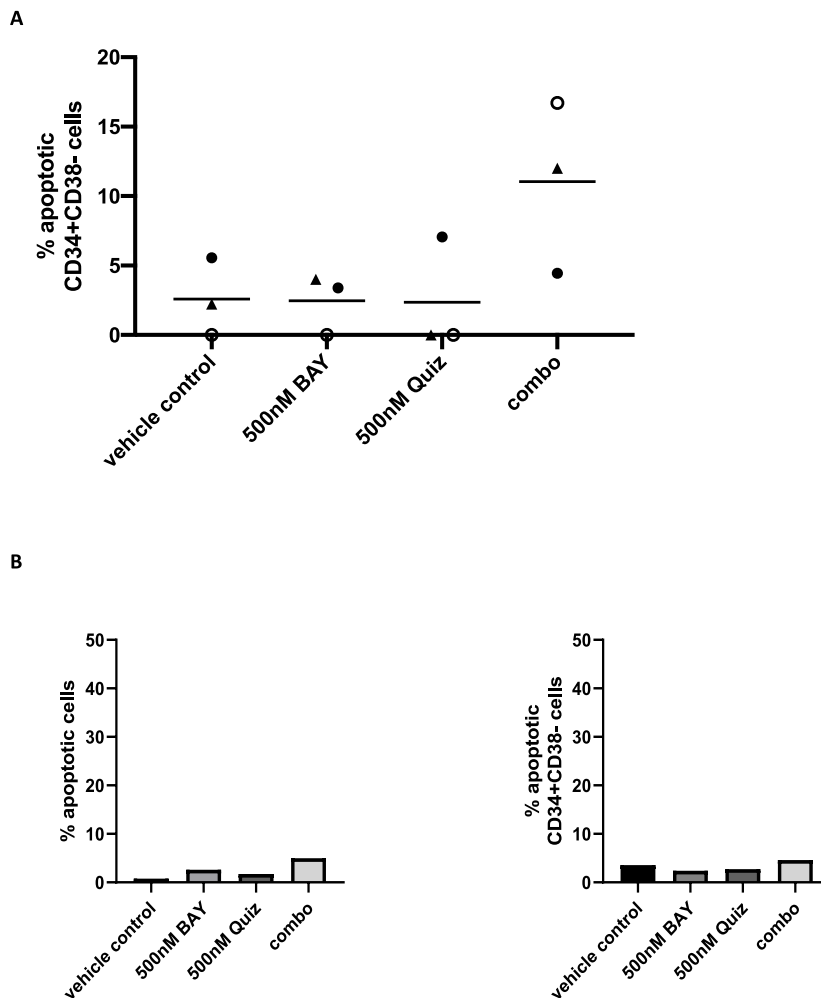 A
20
15
10
5
0
% apoptotic
CD34+CD38- cells
vehicle control
500nM BAY
500nM Quiz
combo
B
50
40
30
20
10
0
% apoptotic cells
vehicle control
500nM BAY
500nM Quiz
combo
50
40
30
20
10
0
% apoptotic
CD34+CD38- cells
vehicle control
500nM BAY
500nM Quiz
combo